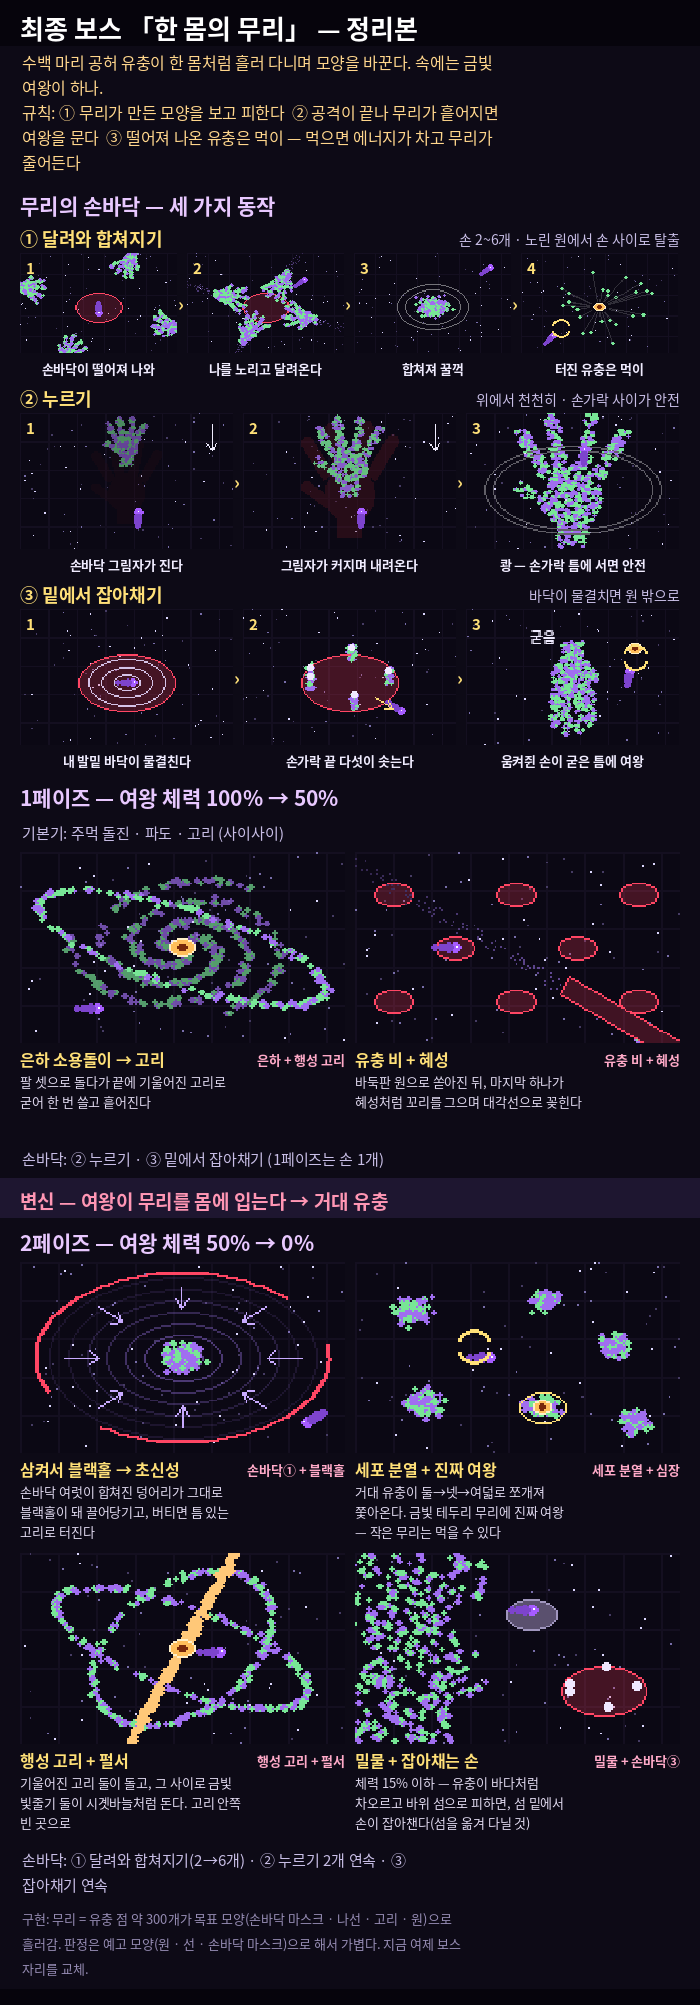 최종 보스 「한 몸의 무리」 — 정리본
수백 마리 공허 유충이 한 몸처럼 흘러 다니며 모양을 바꾼다. 속에는 금빛
여왕이 하나.
규칙: ① 무리가 만든 모양을 보고 피한다 ② 공격이 끝나 무리가 흩어지면
여왕을 문다 ③ 떨어져 나온 유충은 먹이 — 먹으면 에너지가 차고 무리가
줄어든다
무리의 손바닥 — 세 가지 동작
① 달려와 합쳐지기
손 2~6개 · 노린 원에서 손 사이로 탈출
1
2
3
4
› › ›
손바닥이 떨어져 나와
나를 노리고 달려온다
합쳐져 꿀꺽
터진 유충은 먹이
② 누르기
위에서 천천히 · 손가락 사이가 안전
1
2
3
› ›
손바닥 그림자가 진다
그림자가 커지며 내려온다
쾅 — 손가락 틈에 서면 안전
③ 밑에서 잡아채기
바닥이 물결치면 원 밖으로
1
2
3
굳음
› ›
내 발밑 바닥이 물결친다
손가락 끝 다섯이 솟는다
움켜쥔 손이 굳은 틈에 여왕
1페이즈 — 여왕 체력 100% → 50%
기본기: 주먹 돌진 · 파도 · 고리 (사이사이)
은하 소용돌이 → 고리
은하 + 행성 고리
팔 셋으로 돌다가 끝에 기울어진 고리로
굳어 한 번 쓸고 흩어진다
유충 비 + 혜성
유충 비 + 혜성
바둑판 원으로 쏟아진 뒤, 마지막 하나가
혜성처럼 꼬리를 그으며 대각선으로 꽂힌다
손바닥: ② 누르기 · ③ 밑에서 잡아채기 (1페이즈는 손 1개)
변신 — 여왕이 무리를 몸에 입는다 → 거대 유충
2페이즈 — 여왕 체력 50% → 0%
삼켜서 블랙홀 → 초신성
손바닥① + 블랙홀
손바닥 여럿이 합쳐진 덩어리가 그대로
블랙홀이 돼 끌어당기고, 버티면 틈 있는
고리로 터진다
세포 분열 + 진짜 여왕
세포 분열 + 심장
거대 유충이 둘→넷→여덟로 쪼개져
쫓아온다. 금빛 테두리 무리에 진짜 여왕
— 작은 무리는 먹을 수 있다
행성 고리 + 펄서
행성 고리 + 펄서
기울어진 고리 둘이 돌고, 그 사이로 금빛
빛줄기 둘이 시곗바늘처럼 돈다. 고리 안쪽
빈 곳으로
밀물 + 잡아채는 손
밀물 + 손바닥③
체력 15% 이하 — 유충이 바다처럼
차오르고 바위 섬으로 피하면, 섬 밑에서
손이 잡아챈다(섬을 옮겨 다닐 것)
손바닥: ① 달려와 합쳐지기(2→6개) · ② 누르기 2개 연속 · ③
잡아채기 연속
구현: 무리 = 유충 점 약 300개가 목표 모양(손바닥 마스크 · 나선 · 고리 · 원)으로
흘러감. 판정은 예고 모양(원 · 선 · 손바닥 마스크)으로 해서 가볍다. 지금 여제 보스
자리를 교체.